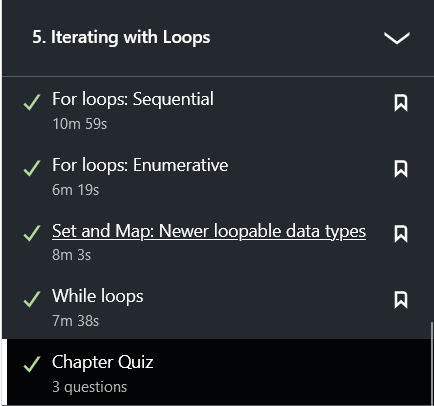 5. Iterating with Loops
For loops: Sequential
10m 59s
For loops: Enumerative
6m 19s
Set and Map: Newer loopable data types
8m 3s
While loops
7m 38s
Chapter Quiz
3 questions